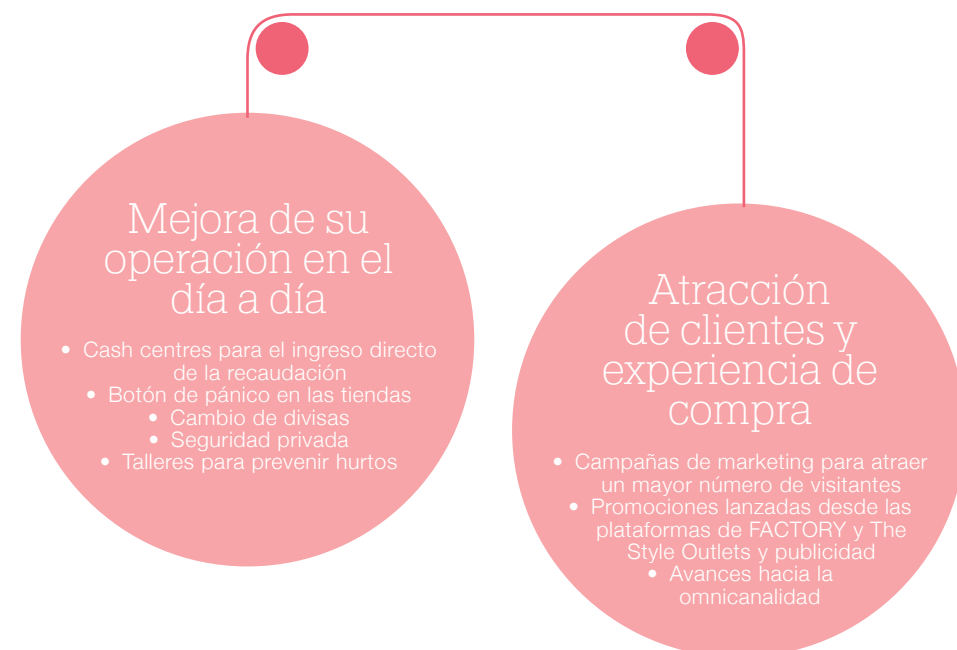 Mejora de su
operación en el
día a día
• Cash centres para el ingreso directo
de la recaudación
• Botón de pánico en las tiendas
• Cambio de divisas
• Seguridad privada
• Talleres para prevenir hurtos
Atracción
de clientes y
experiencia de
compra
• Campañas de marketing para atraer
un mayor número de visitantes
• Promociones lanzadas desde las
plataformas de FACTORY y The
Style Outlets y publicidad
• Avances hacia la
omnicanalidad